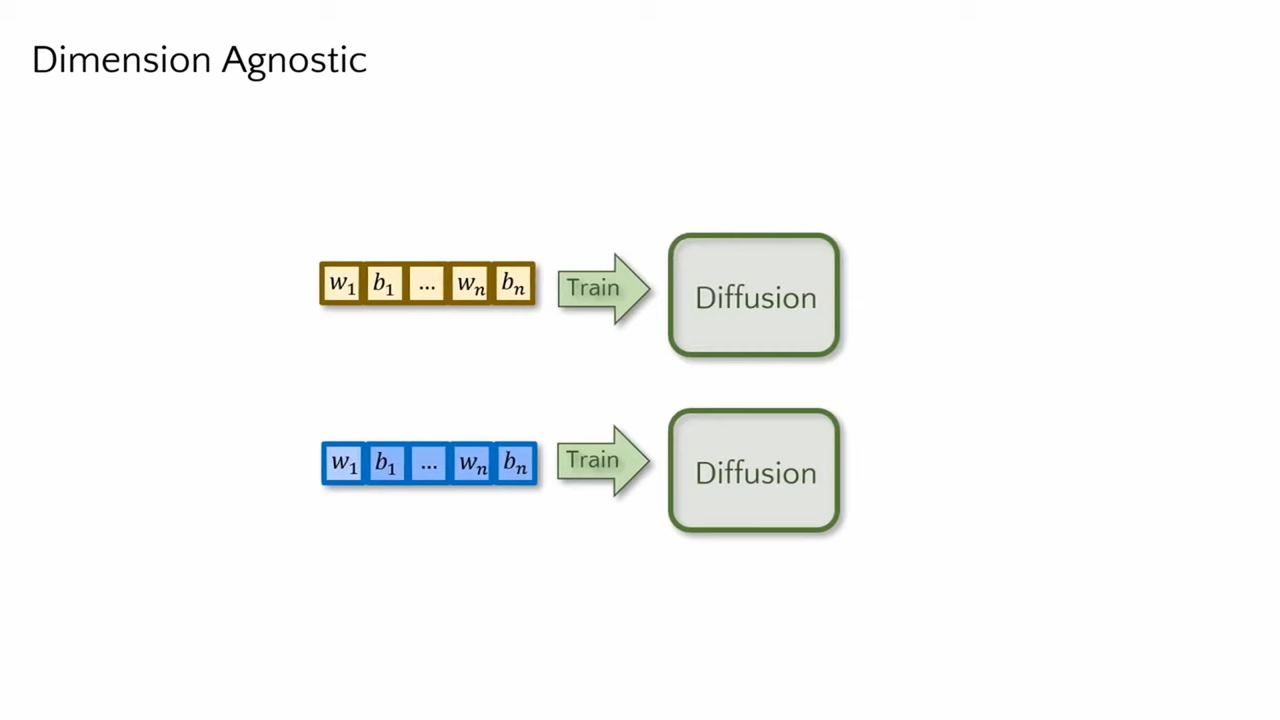 Dimension Agnostic
w₁ b₁ ... wₙ bₙ
Train
Diffusion
w₁ b₁ ... wₙ bₙ
Train
Diffusion